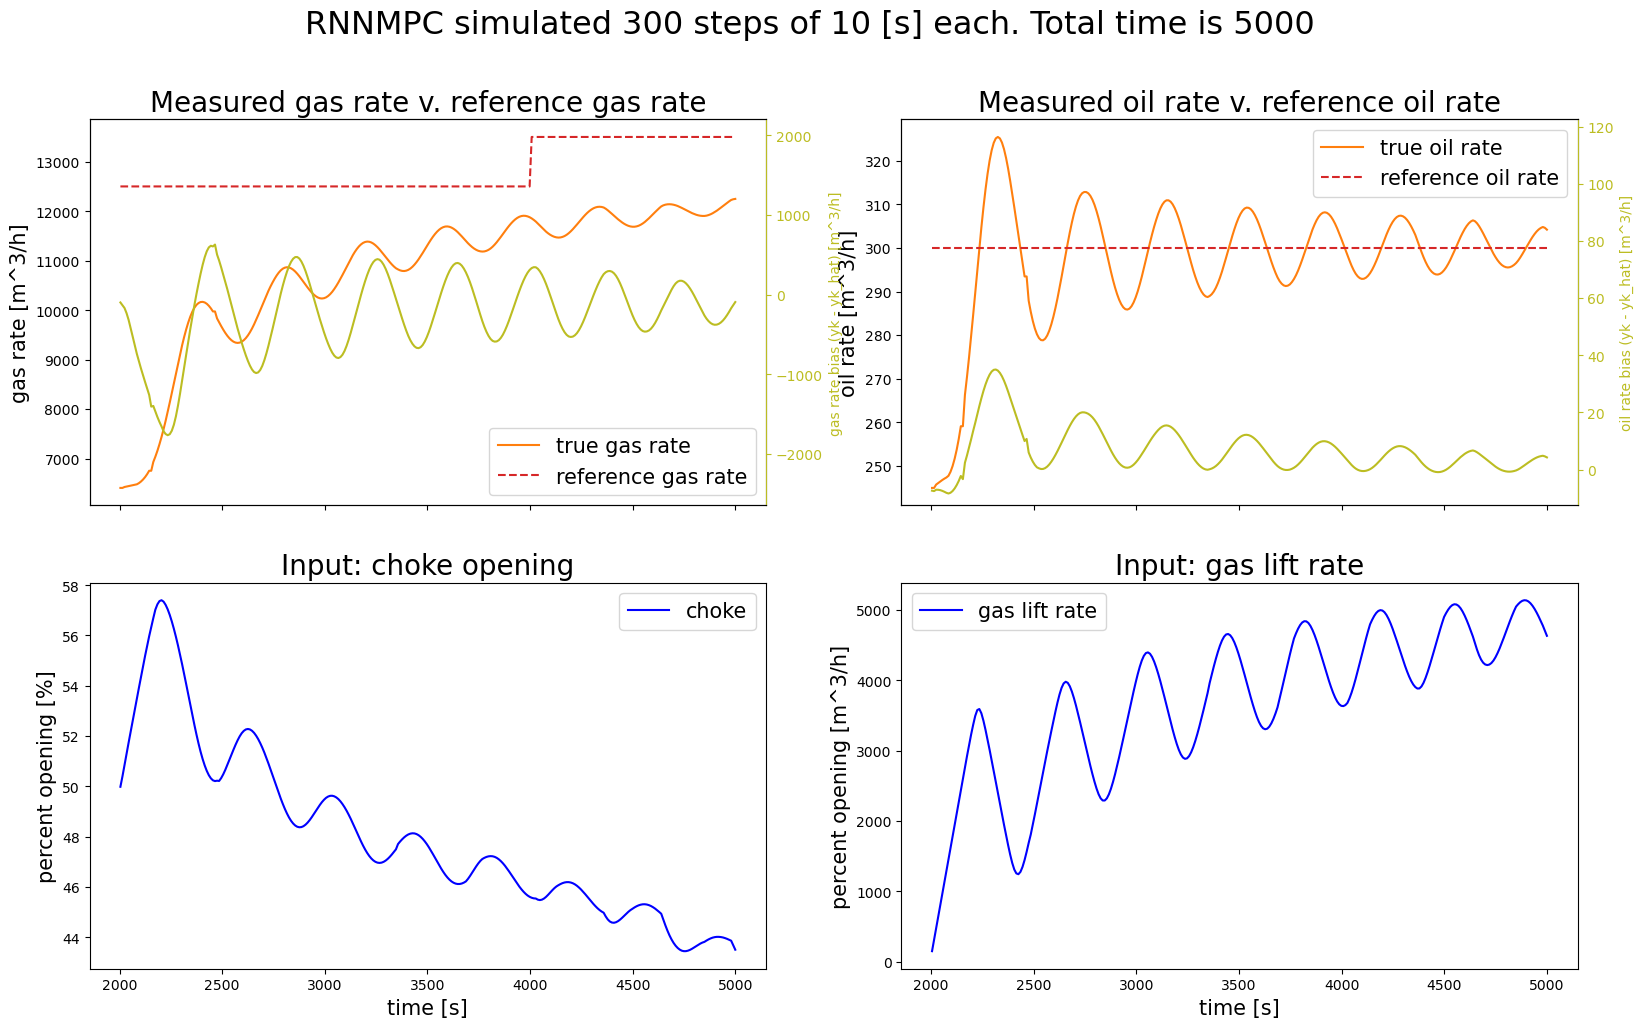 RNNMPC simulated 300 steps of 10 [s] each. Total time is 5000
Measured gas rate v. reference gas rate
gas rate [m^3/h]
13000
12000
11000
10000
9000
8000
7000
2000
1000
0
−1000
−2000
gas rate bias (yk - yk_hat) [m^3/h]
true gas rate
reference gas rate
Measured oil rate v. reference oil rate
oil rate [m^3/h]
320
310
300
290
280
270
260
250
120
100
80
60
40
20
0
oil rate bias (yk - yk_hat) [m^3/h]
true oil rate
reference oil rate
Input: choke opening
percent opening [%]
58
56
54
52
50
48
46
44
choke
2000 2500 3000 3500 4000 4500 5000
time [s]
Input: gas lift rate
percent opening [m^3/h]
5000
4000
3000
2000
1000
0
gas lift rate
2000 2500 3000 3500 4000 4500 5000
time [s]